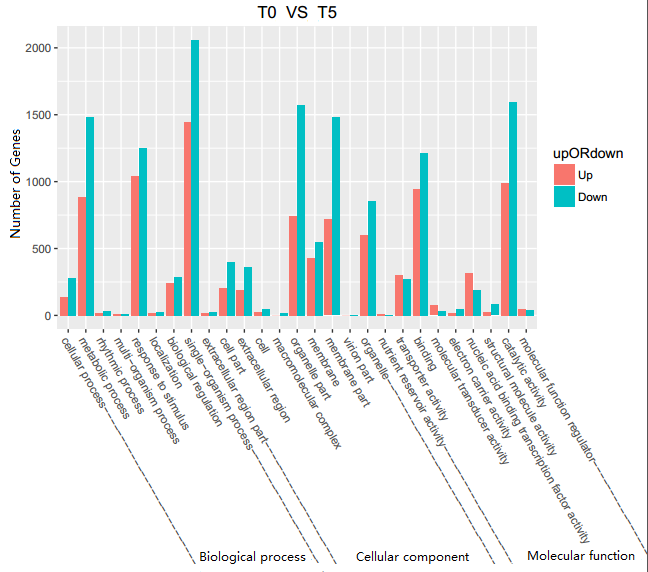 T0 VS T5
Number of Genes
2000
1500
1000
500
0
upORdown
Up
Down
cellular process
metabolic process
rhythmic process
mult-organism process
response to stimulus
localization
biological regulation
single-organism process
extracellular region part
cell part
extracellular region
cell
macromolecular complex
organelle part
membrane
membrane part
virion part
organelle
nutrient reservoir activity
transporter activity
binding
molecular transducer activity
electron carrier activity
nucleic acid binding transcription factor activity
structural molecule activity
catalytic activity
molecular function regulator
Biological process
Cellular component
Molecular function